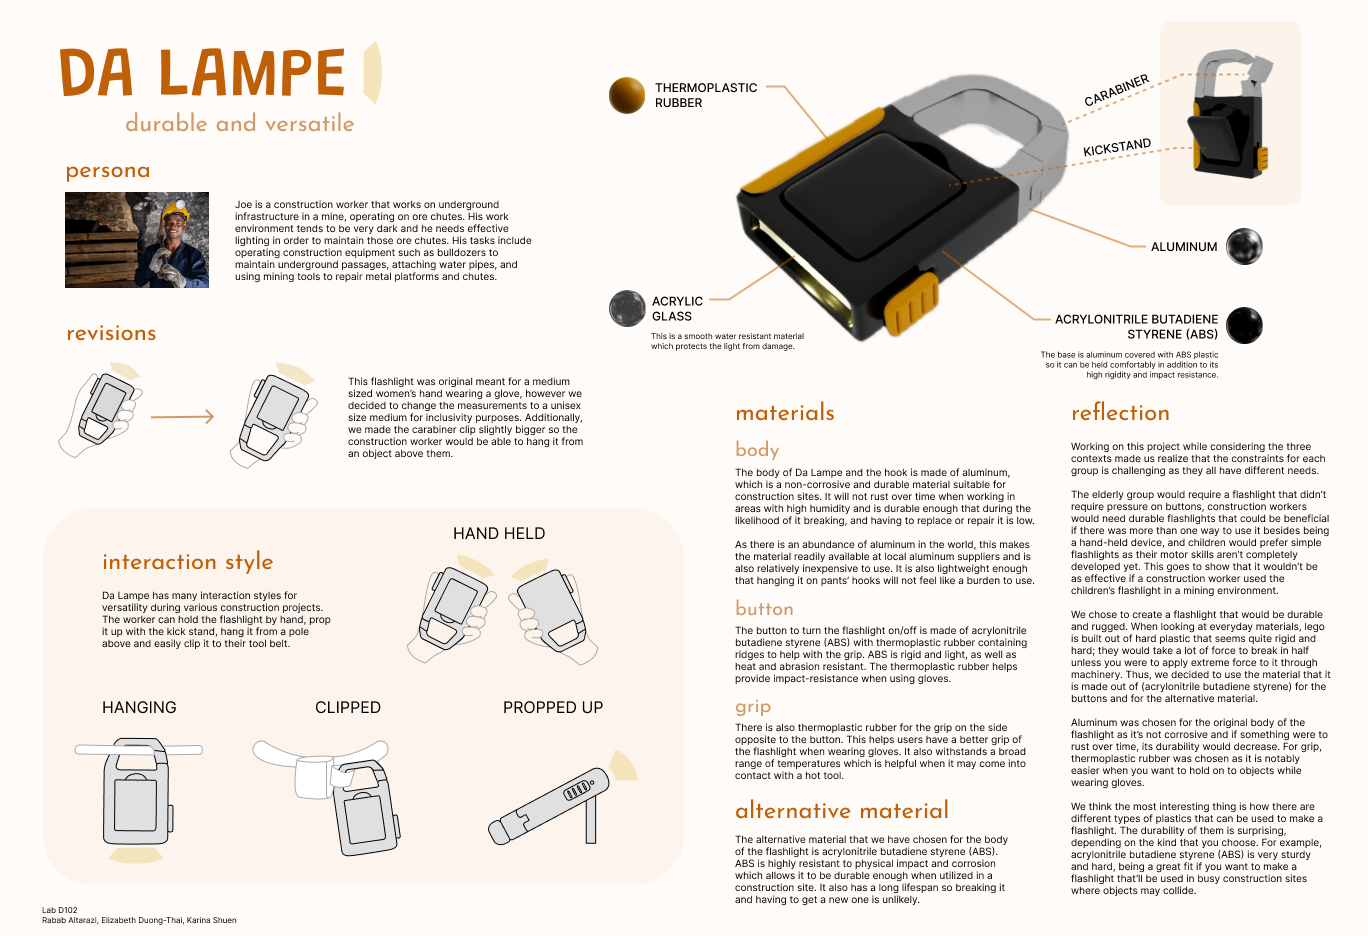 DA LAMPE
durable and versatile
persona
Joe is a construction worker that works on underground
infrastructure in a mine, operating on ore chutes. His work
environment tends to be very dark and he needs effective
lighting in order to maintain those ore chutes. His tasks include
operating construction equipment such as bulldozers to
maintain underground passages, attaching water pipes, and
using mining tools to repair metal platforms and chutes.
revisions
This flashlight was original meant for a medium
sized women's hand wearing a glove, however we
decided to change the measurements to a unisex
size medium for inclusivity purposes. Additionally,
we made the carabiner clip slightly bigger so the
construction worker would be able to hang it from
an object above them.
interaction style
Da Lampe has many interaction styles for
versatility during various construction projects.
The worker can hold the flashlight by hand, prop
it up with the kick stand, hang it from a pole
above and easily clip it to their tool belt.
HAND HELD
HANGING
CLIPPED
PROPPED UP
Lab D102
Rabab Altarazi, Elizabeth Duong-Thai, Karina Shuen
THERMOPLASTIC
RUBBER
CARABINER
KICKSTAND
ALUMINUM
ACRYLIC
GLASS
This is a smooth water resistant material
which protects the light from damage.
ACRYLONITRILE BUTADIENE
STYRENE (ABS)
The base is aluminum covered with ABS plastic
so it can be held comfortably in addition to its
high rigidity and impact resistance.
materials
body
The body of Da Lampe and the hook is made of aluminum,
which is a non-corrosive and durable material suitable for
construction sites. It will not rust over time when working in
areas with high humidity and is durable enough that during the
likelihood of it breaking, and having to replace or repair it is low.
As there is an abundance of aluminum in the world, this makes
the material readily available at local aluminum suppliers and is
also relatively inexpensive to use. It is also lightweight enough
that hanging it on pants' hooks will not feel like a burden to use.
button
The button to turn the flashlight on/off is made of acrylonitrile
butadiene styrene (ABS) with thermoplastic rubber containing
ridges to help with the grip. ABS is rigid and light, as well as
heat and abrasion resistant. The thermoplastic rubber helps
provide impact-resistance when using gloves.
grip
There is also thermoplastic rubber for the grip on the side
opposite to the button. This helps users have a better grip of
the flashlight when wearing gloves. It also withstands a broad
range of temperatures which is helpful when it may come into
contact with a hot tool.
alternative material
The alternative material that we have chosen for the body
of the flashlight is acrylonitrile butadiene styrene (ABS).
ABS is highly resistant to physical impact and corrosion
which allows it to be durable enough when utilized in a
construction site. It also has a long lifespan so breaking it
and having to get a new one is unlikely.
reflection
Working on this project while considering the three
contexts made us realize that the constraints for each
group is challenging as they all have different needs.
The elderly group would require a flashlight that didn't
require pressure on buttons, construction workers
would need durable flashlights that could be beneficial
if there was more than one way to use it besides being
a hand-held device, and children would prefer simple
flashlights as their motor skills aren't completely
developed yet. This goes to show that it wouldn't be
as effective if a construction worker used the
children's flashlight in a mining environment.
We chose to create a flashlight that would be durable
and rugged. When looking at everyday materials, lego
is built out of hard plastic that seems quite rigid and
hard; they would take a lot of force to break in half
unless you were to apply extreme force to it through
machinery. Thus, we decided to use the material that it
is made out of (acrylonitrile butadiene styrene) for the
buttons and for the alternative material.
Aluminum was chosen for the original body of the
flashlight as it's not corrosive and if something were to
rust over time, its durability would decrease. For grip,
thermoplastic rubber was chosen as it is notably
easier when you want to hold on to objects while
wearing gloves.
We think the most interesting thing is how there are
different types of plastics that can be used to make a
flashlight. The durability of them is surprising,
depending on the kind that you choose. For example,
acrylonitrile butadiene styrene (ABS) is very sturdy
and hard, being a great fit if you want to make a
flashlight that'll be used in busy construction sites
where objects may collide.